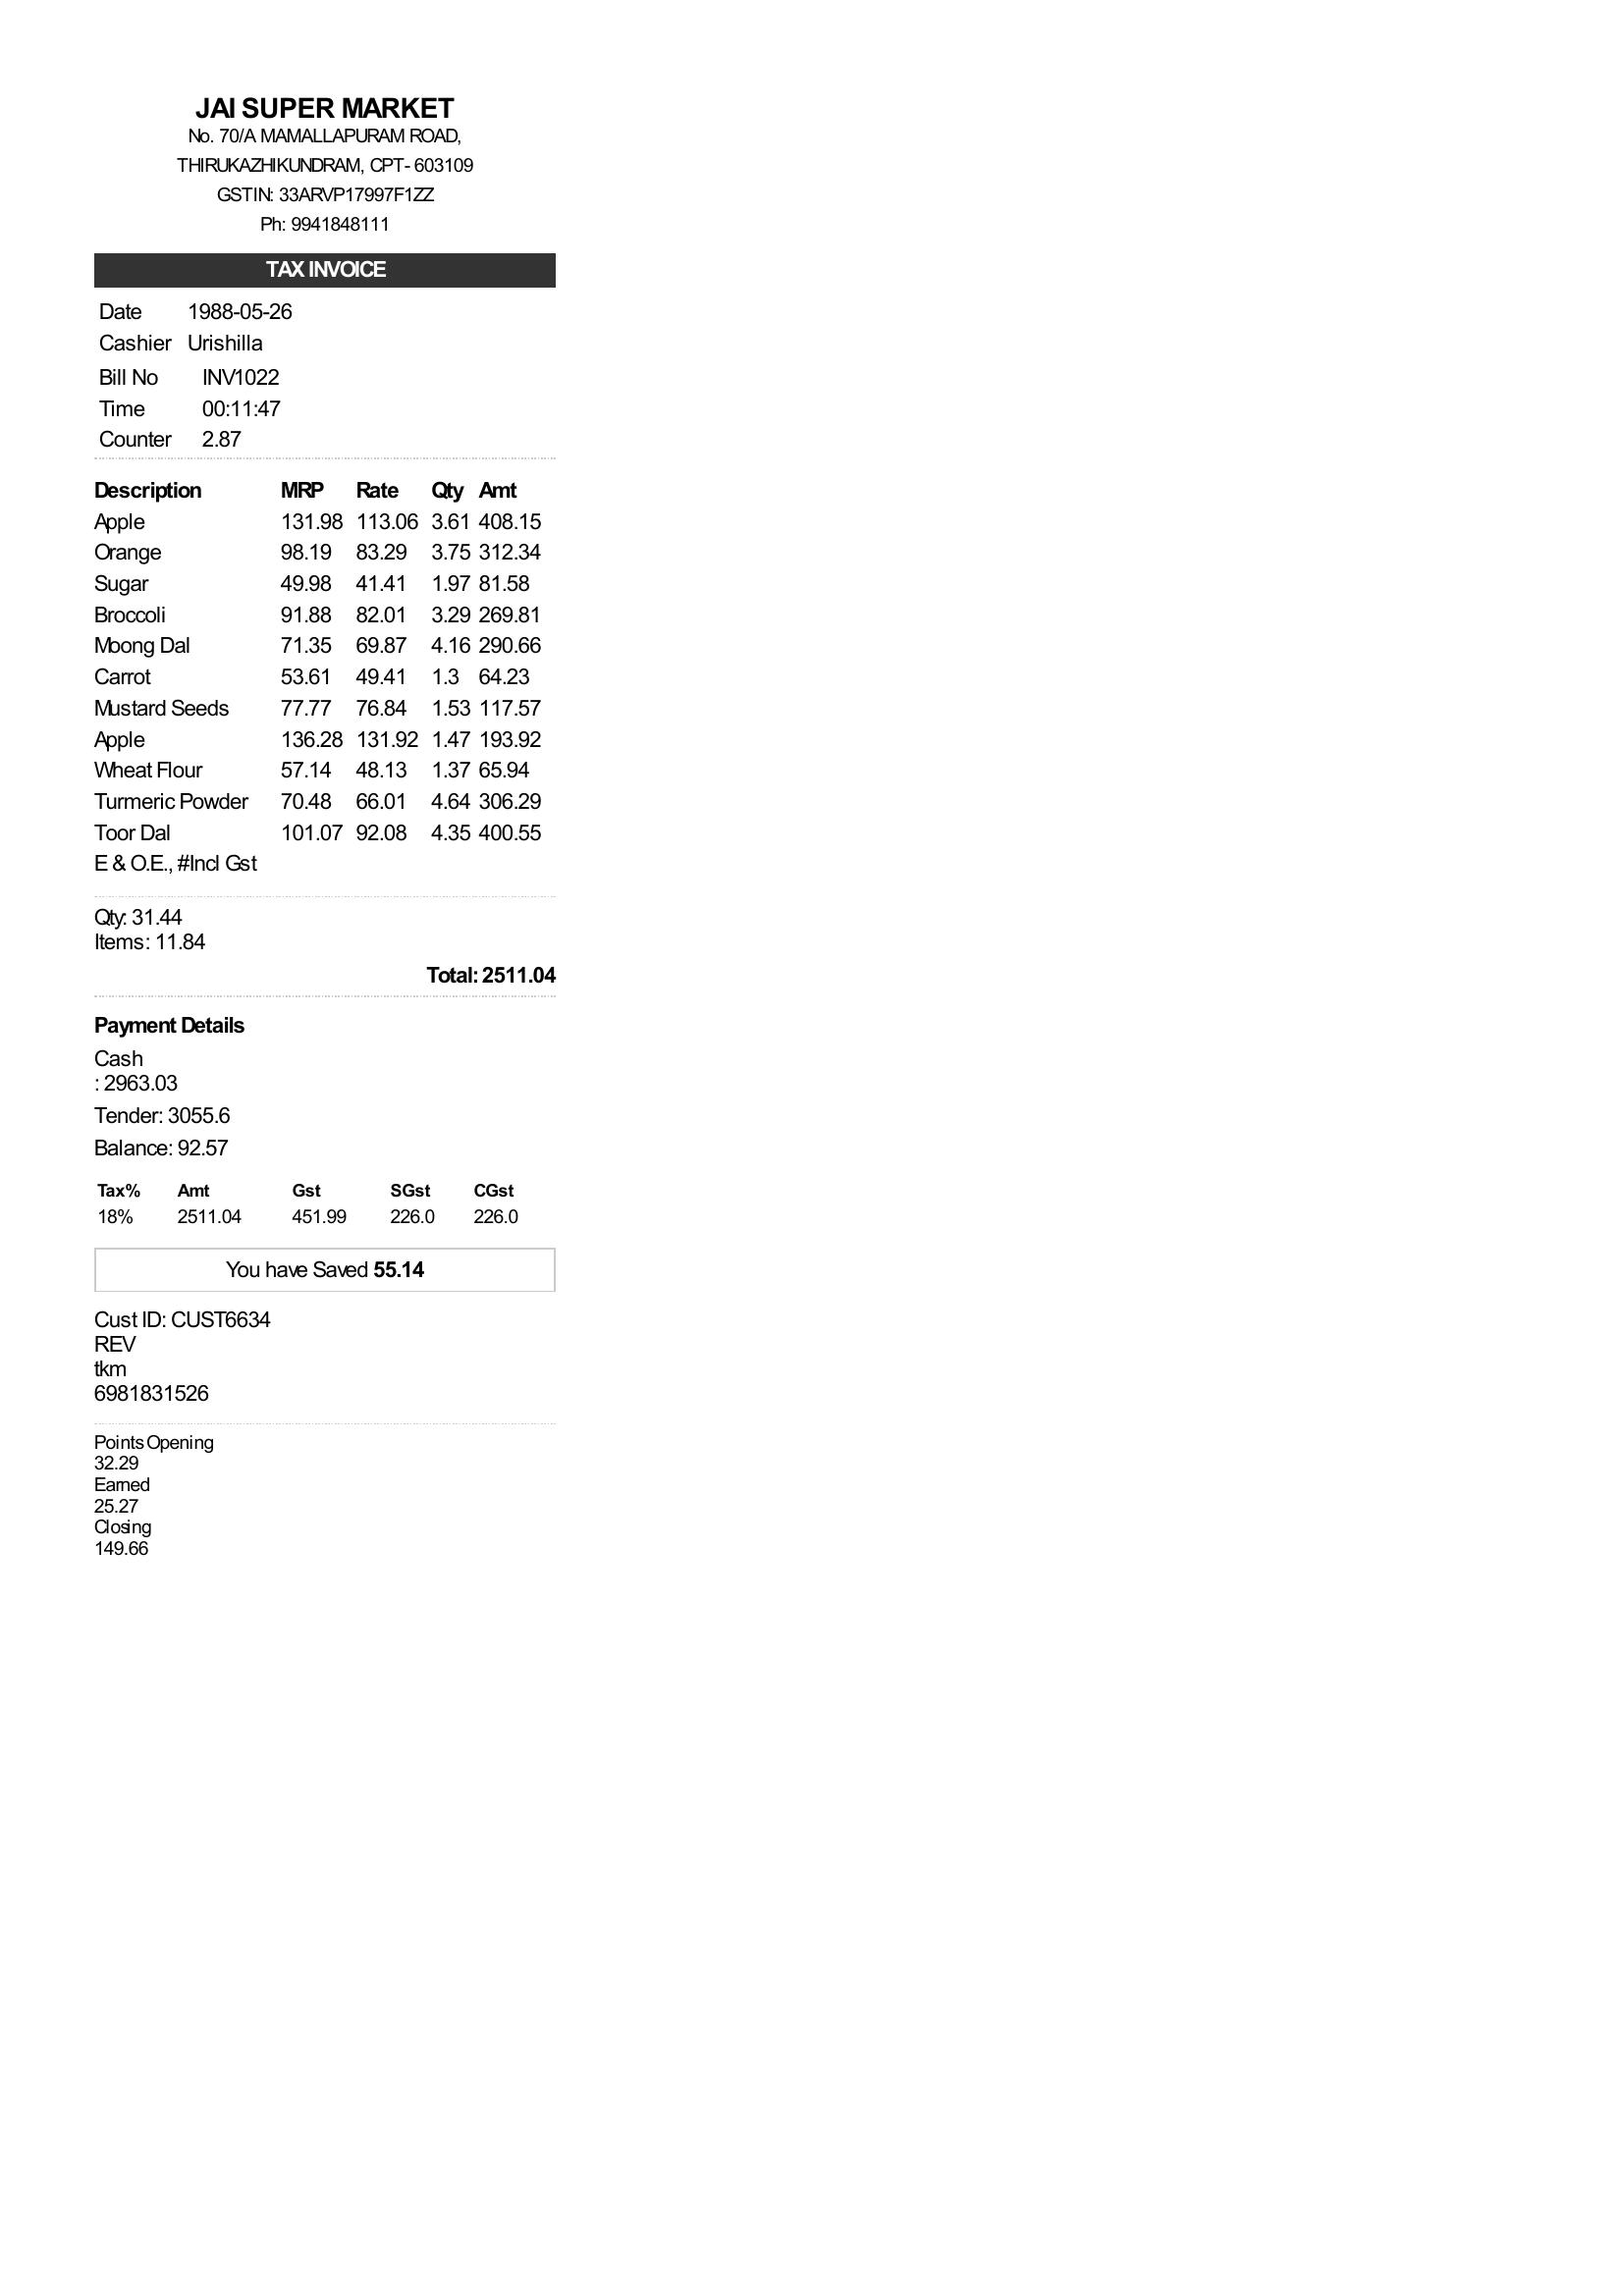 JAI SUPER MARKET
No. 70/A MAMALLAPURAM ROAD,
THIRUKAZHIKUNDRAM, CPT- 603109
GSTIN: 33ARVP17997F1ZZ
Ph: 9941848111
TAX INVOICE
Date 1988-05-26
Cashier Urishilla
Bill No INV1022
Time 00:11:47
Counter 2.87
Description MRP Rate Qty Amt
Apple 131.98 113.06 3.61 408.15
Orange 98.19 83.29 3.75 312.34
Sugar 49.98 41.41 1.97 81.58
Broccoli 91.88 82.01 3.29 269.81
Moong Dal 71.35 69.87 4.16 290.66
Carrot 53.61 49.41 1.3 64.23
Mustard Seeds 77.77 76.84 1.53 117.57
Apple 136.28 131.92 1.47 193.92
Wheat Flour 57.14 48.13 1.37 65.94
Turmeric Powder 70.48 66.01 4.64 306.29
Toor Dal 101.07 92.08 4.35 400.55
E & O.E., #Incl Gst
Qty: 31.44
Items: 11.84
Total: 2511.04
Payment Details
Cash
: 2963.03
Tender: 3055.6
Balance: 92.57
Tax% Amt Gst SGst CGst
18% 2511.04 451.99 226.0 226.0
You have Saved 55.14
Cust ID: CUST6634
REV
tkm
6981831526
Points Opening
32.29
Earned
25.27
Closing
149.66